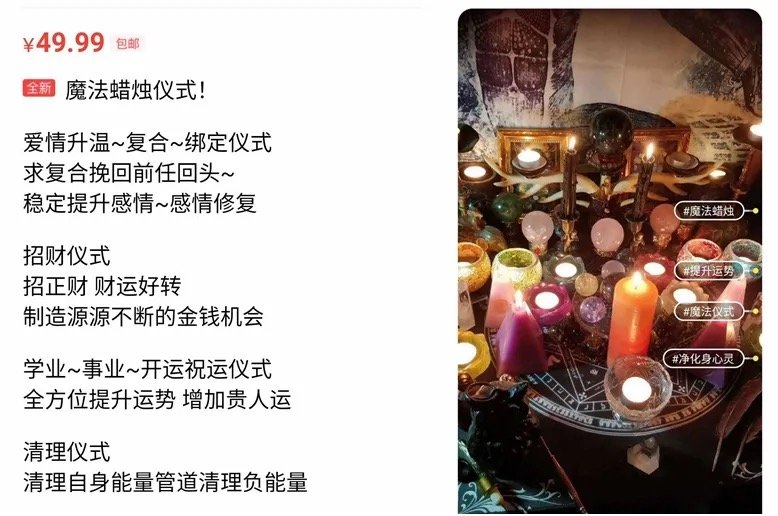 ¥49.99 包邮
全新 魔法蜡烛仪式!
爱情升温~复合~绑定仪式
求复合挽回前任回头~
稳定提升感情~感情修复
招财仪式
招正财 财运好转
制造源源不断的金钱机会
学业~事业~开运祝运仪式
全方位提升运势 增加贵人运
清理仪式
清理自身能量管道清理负能量
#魔法蜡烛
#提升运势
#魔法仪式
#净化身心灵